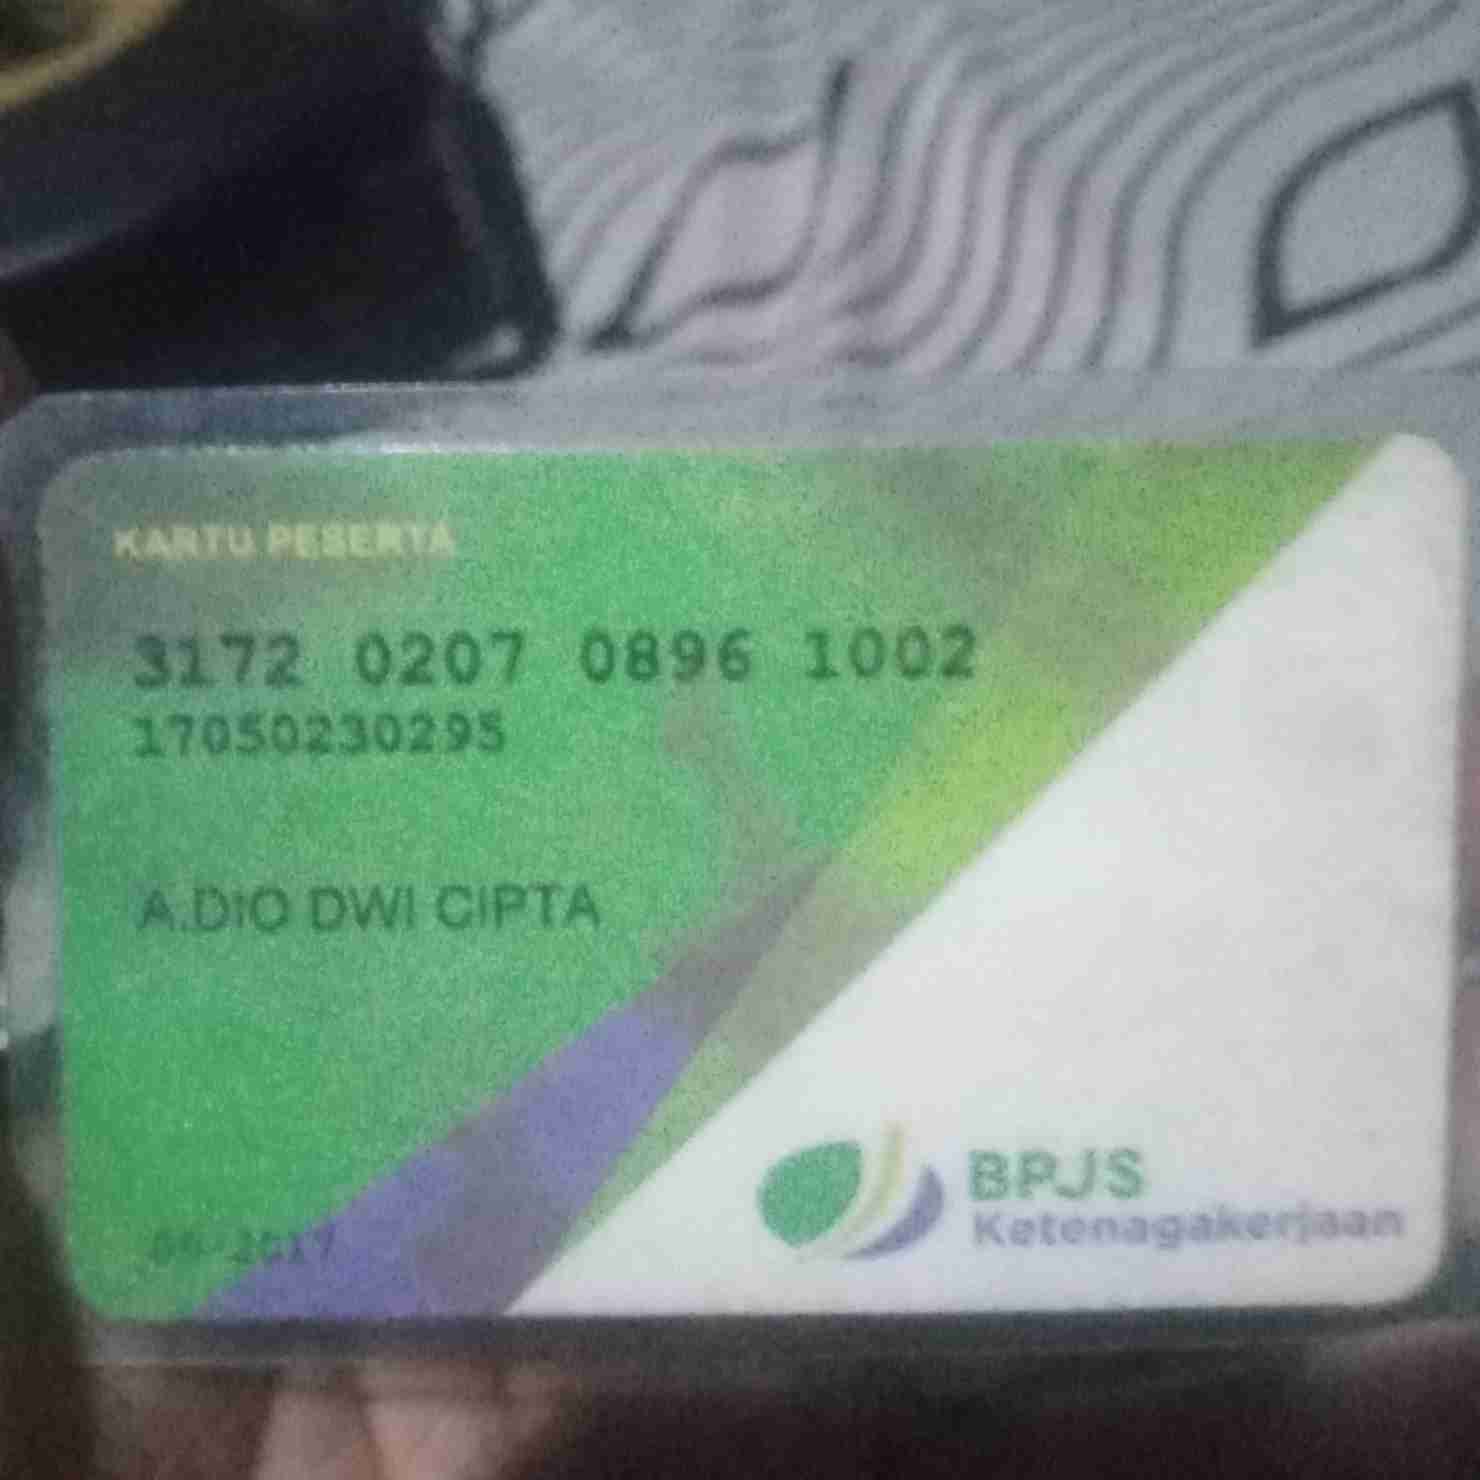 KARTU PESERTA
3172 0207 0896 1002
17050230295
A.DIO DWI CIPTA
BPJS
Ketenagakerjaan